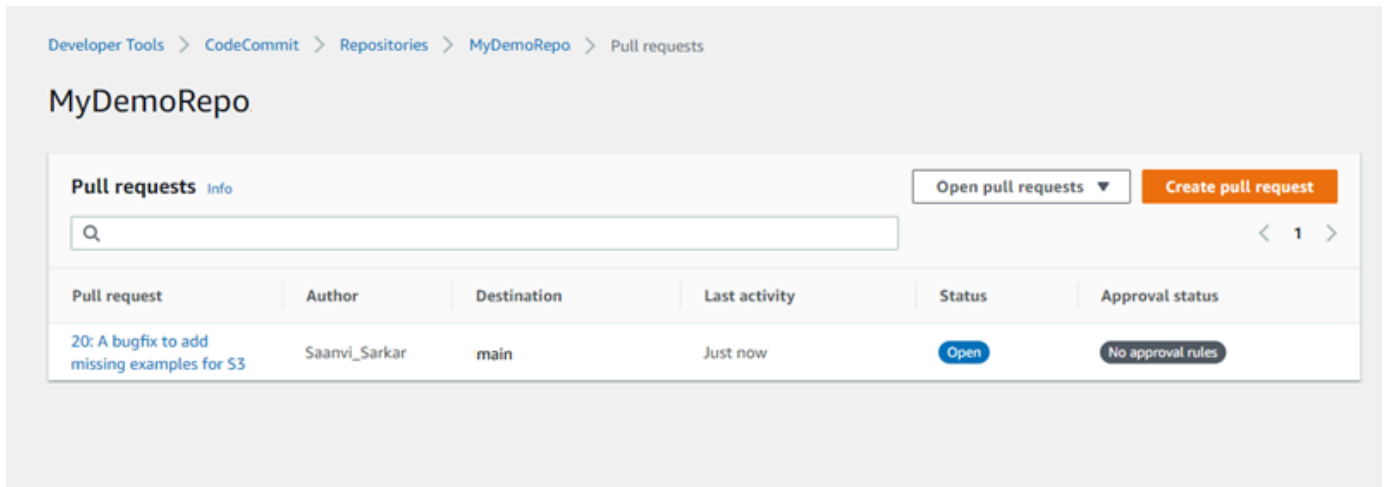 Developer Tools > CodeCommit > Repositories > MyDemoRepo > Pull requests
MyDemoRepo
Pull requests Info
Open pull requests ▼ Create pull request
< 1 >
Pull request Author Destination Last activity Status Approval status
20: A bugfix to add
missing examples for S3 Saanvi_Sarkar main Just now Open No approval rules